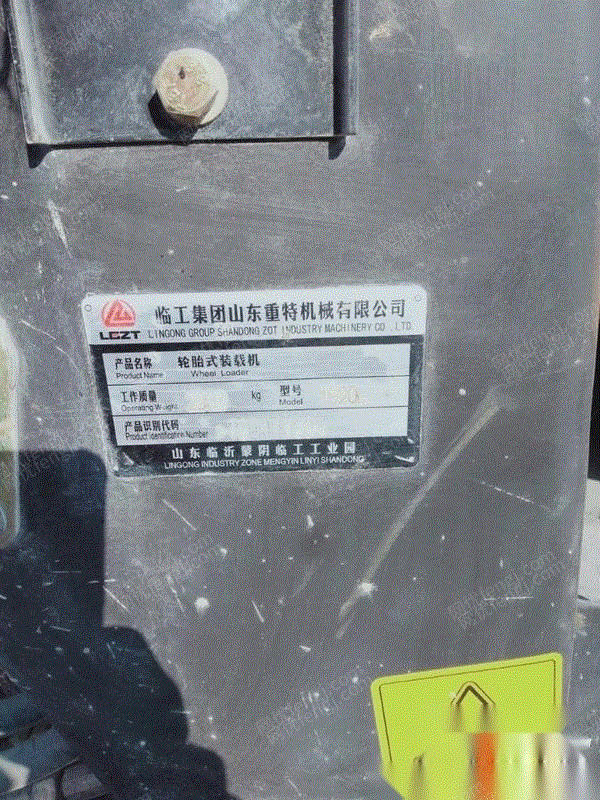 LGZT
临工集团山东重特机械有限公司
LINGONG GROUP SHANDONG ZOT INDUSTRY MACHINERY CO., LTD.
产品名称 轮胎式装载机
Product Name Wheel Loader
工作质量 kg 型号
Operating Weight Model
产品识别代码
Product Identification Number
山东临沂蒙阴临工工业园
LINGONG INDUSTRY ZONE MENGYIN LINYI SHANDONG